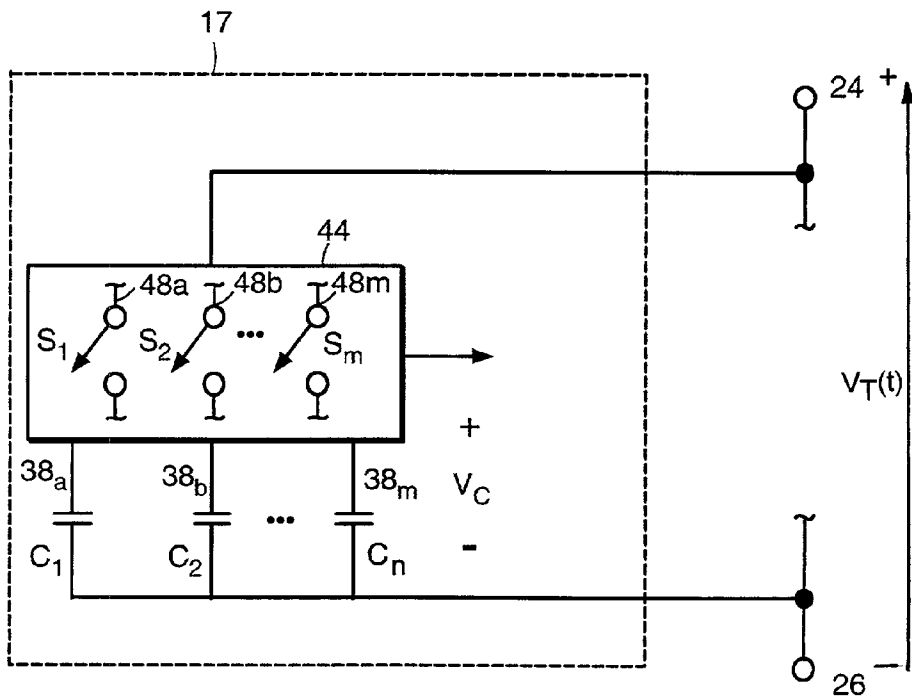 17
24 +
44
48a 48b 48m
S1 S2 ... Sm
VT(t)
+
38a 38b ... 38m
VC
-
C1 C2 Cn
26 −